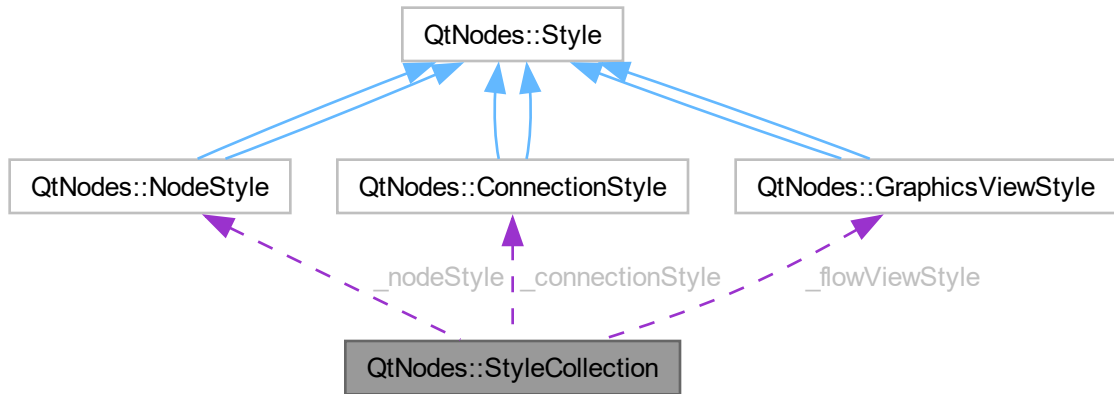 QtNodes::Style
QtNodes::NodeStyle
QtNodes::ConnectionStyle
QtNodes::GraphicsViewStyle
_nodeStyle
_connectionStyle
_flowViewStyle
QtNodes::StyleCollection